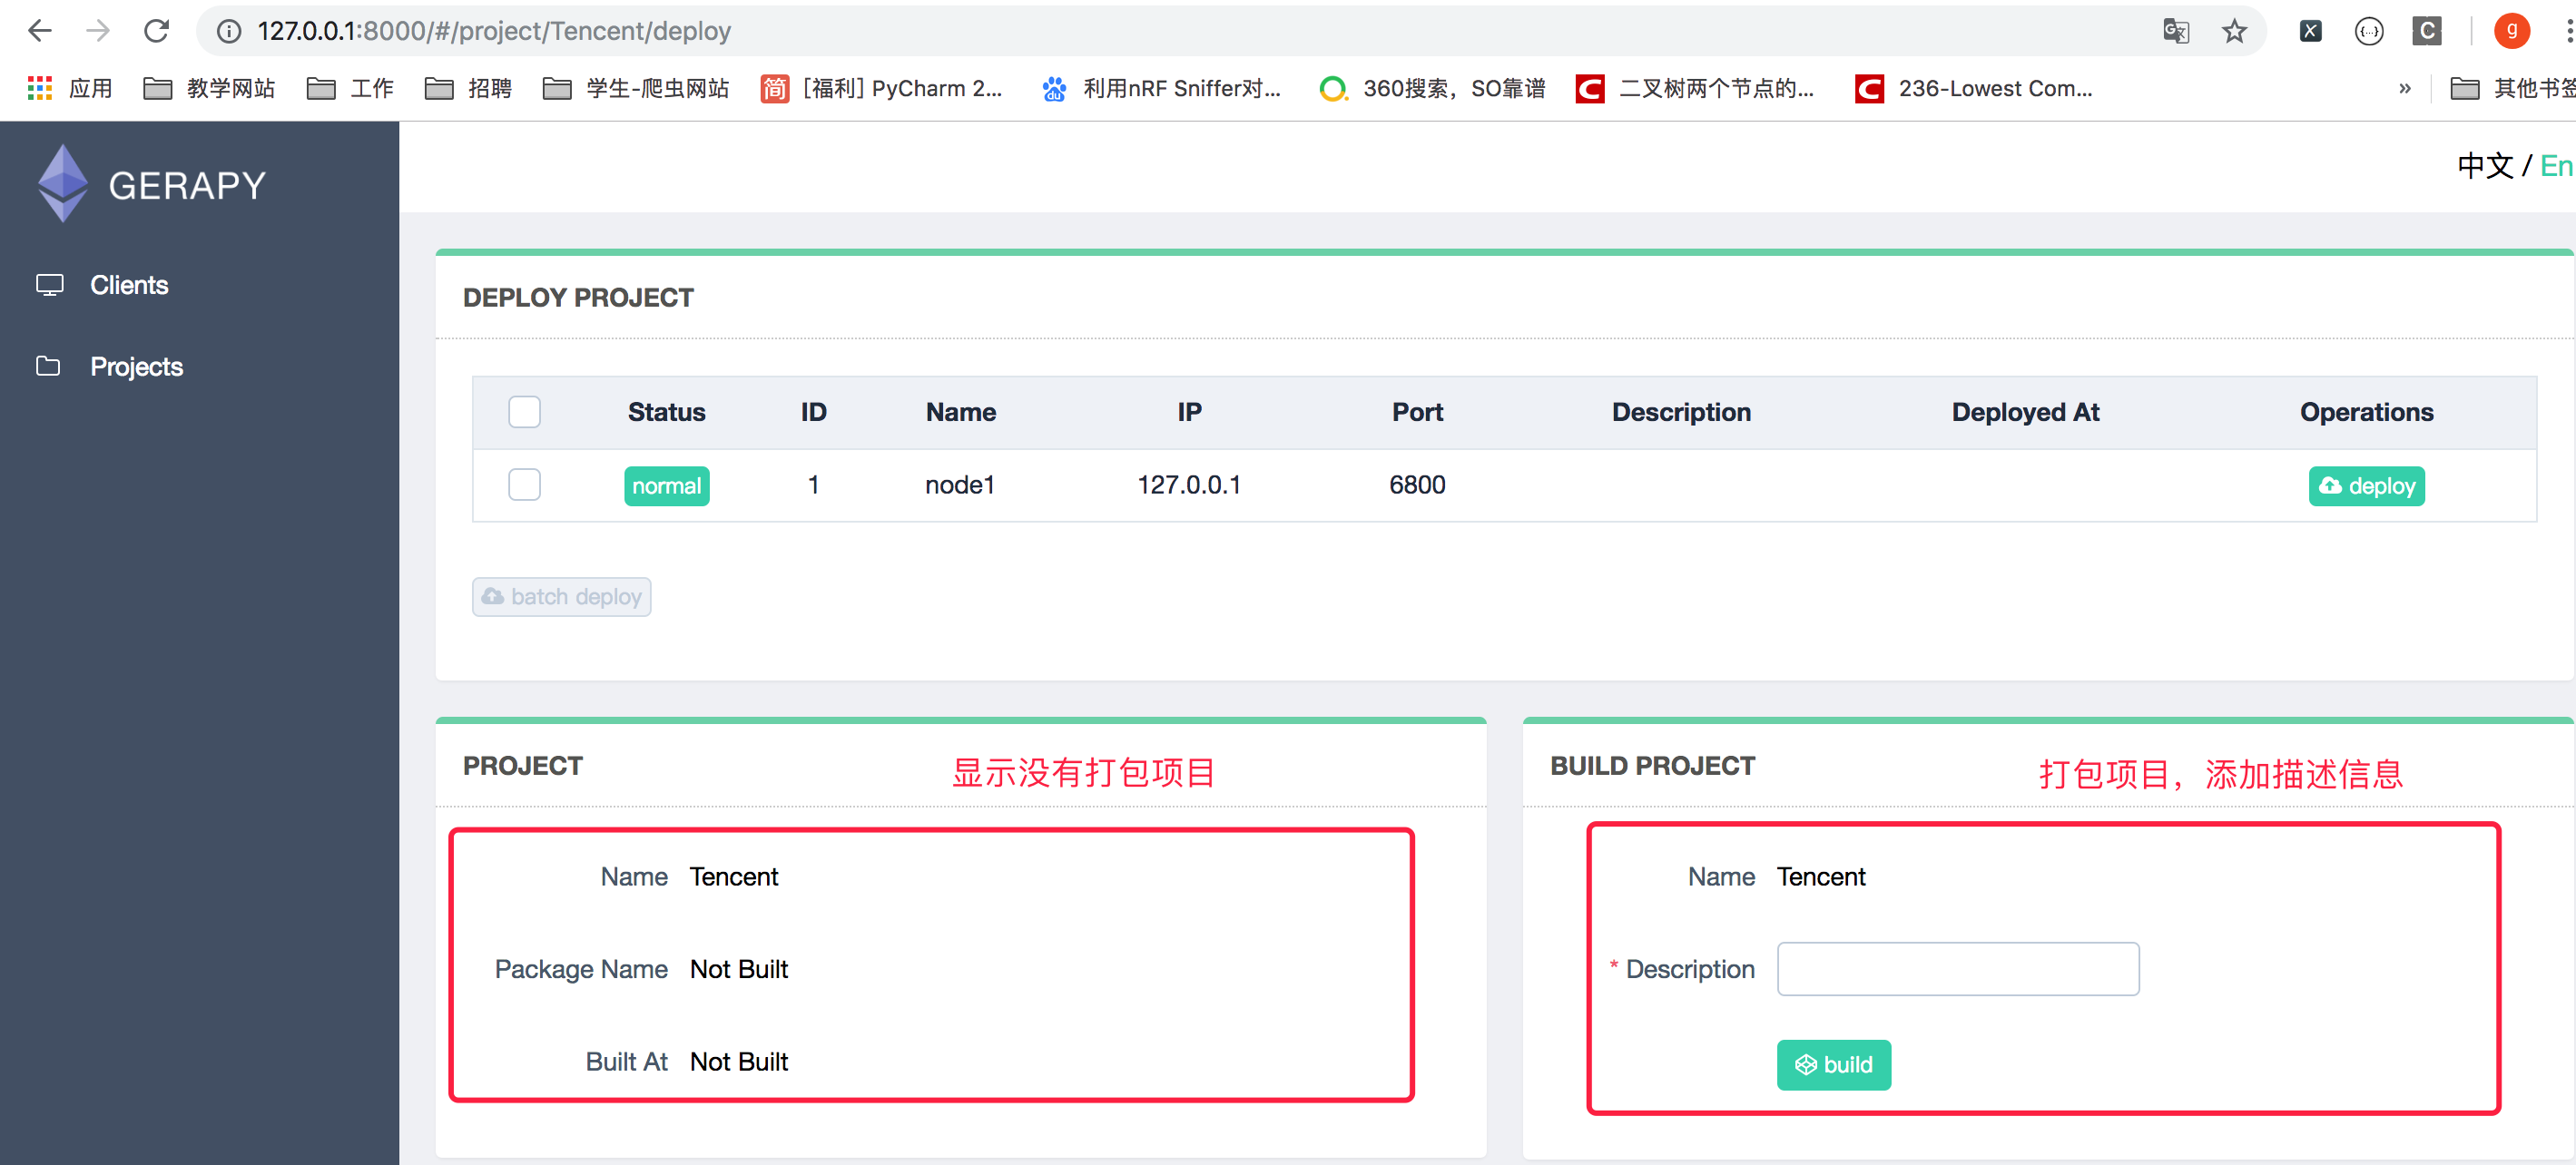 127.0.0.1:8000/#/project/Tencent/deploy
应用 教学网站 工作 招聘 学生-爬虫网站 简 [福利] PyCharm 2... du 利用nRF Sniffer对... 360搜索，SO靠谱 C 二叉树两个节点的... C 236-Lowest Com... » 其他书签
GERAPY
中文 / En
Clients
Projects
DEPLOY PROJECT
Status ID Name IP Port Description Deployed At Operations
normal 1 node1 127.0.0.1 6800 deploy
batch deploy
PROJECT 显示没有打包项目
Name Tencent
Package Name Not Built
Built At Not Built
BUILD PROJECT 打包项目，添加描述信息
Name Tencent
* Description
build